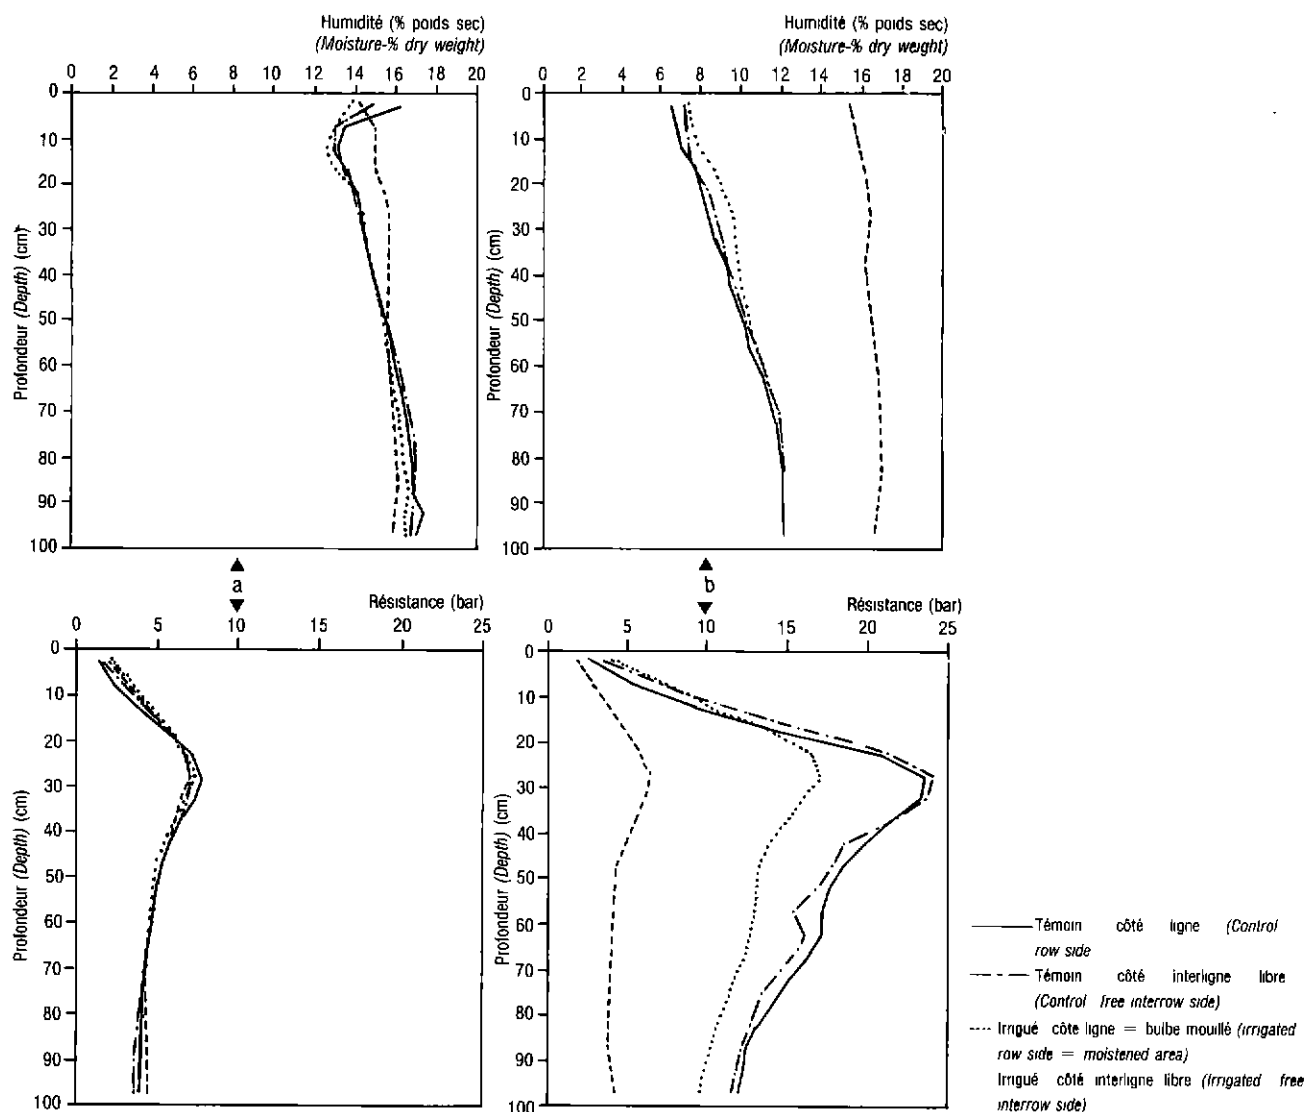 Humidité (% poids sec)
(Moisture-% dry weight)
0 2 4 6 8 10 12 14 16 18 20
0
10
20
30
40
50
60
70
80
90
100
Profondeur (Depth) (cm)
Humidité (% poids sec)
(Moisture-% dry weight)
0 2 4 6 8 10 12 14 16 18 20
0
10
20
30
40
50
60
70
80
90
100
Profondeur (Depth) (cm)
a
b
Résistance (bar)
0 5 10 15 20 25
0
10
20
30
40
50
60
70
80
90
100
Profondeur (Depth) (cm)
Résistance (bar)
0 5 10 15 20 25
0
10
20
30
40
50
60
70
80
90
100
Profondeur (Depth) (cm)
Témoin côté ligne (Control
row side
Témoin côté interligne libre
(Control free interrow side)
Irrigué côte ligne = bulbe mouillé (irrigated
row side = moistened area)
Irrigué côté interligne libre (Irrigated free
interrow side)